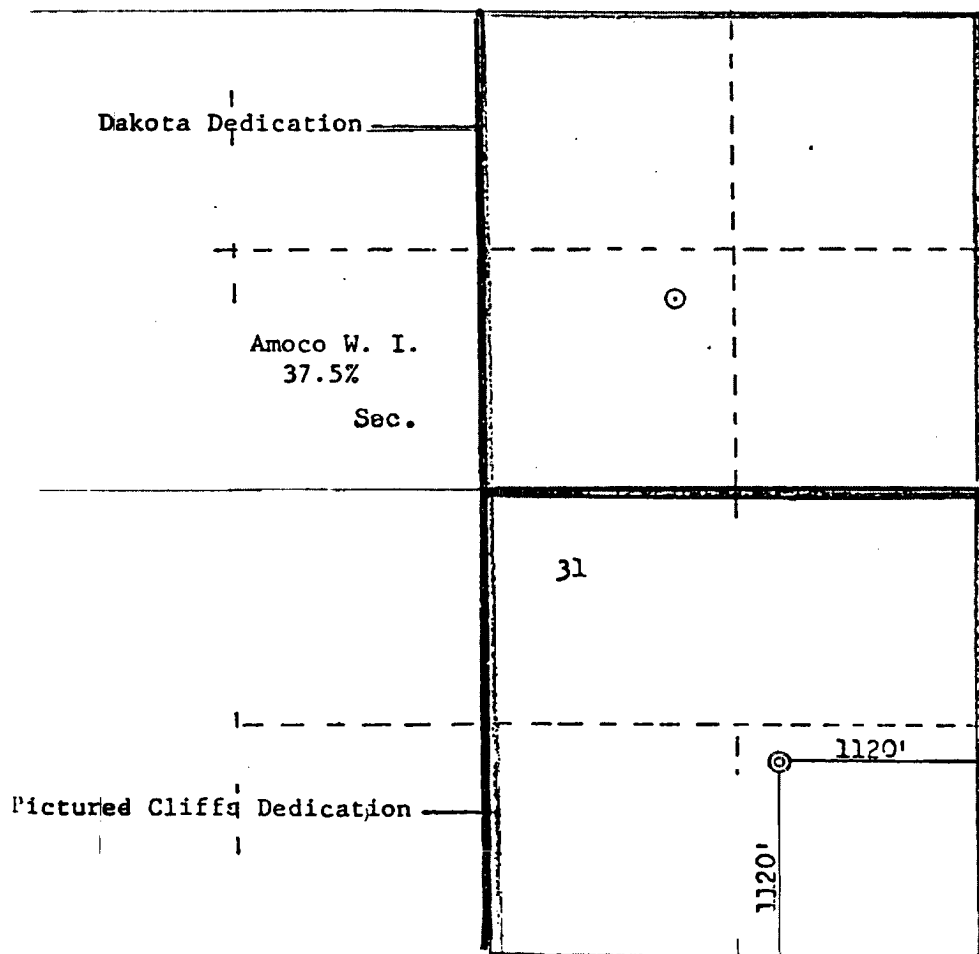 Dakota Dedication
Amoco W. I.
37.5%
Sec.
31
1120'
Pictured Cliffs Dedication
1120'